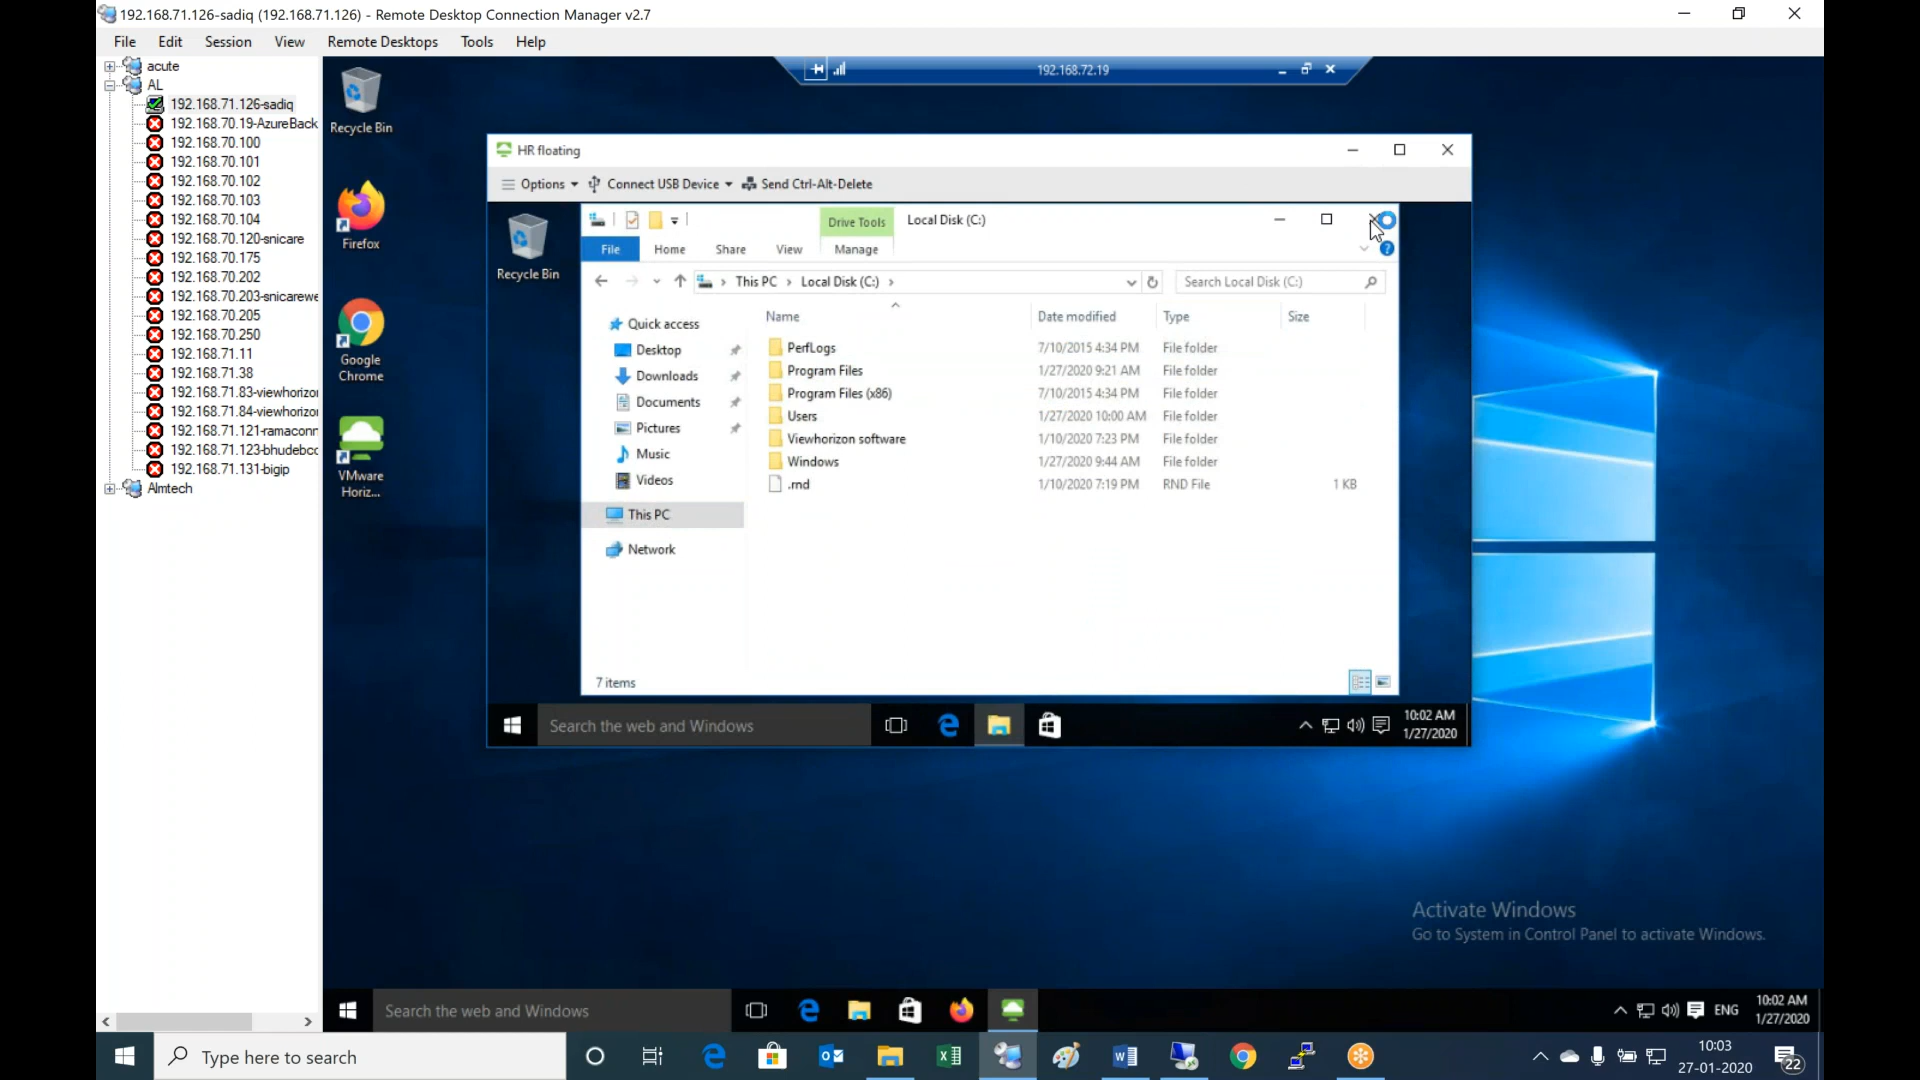 192.168.71.126-sadiq (192.168.71.126) - Remote Desktop Connection Manager v2.7
File Edit Session View Remote Desktops Tools Help
acute
AL
192.168.71.126-sadiq
192.168.70.19-AzureBack
192.168.70.100
192.168.70.101
192.168.70.102
192.168.70.103
192.168.70.104
192.168.70.120-snicare
192.168.70.175
192.168.70.202
192.168.70.203-snicarewe
192.168.70.205
192.168.70.250
192.168.71.11
192.168.71.38
192.168.71.83-viewhorizon
192.168.71.84-viewhorizon
192.168.71.121-ramaconn
192.168.71.123-bhudebcc
192.168.71.131-bigip
Almtech
192.168.72.19
Recycle Bin
Firefox
Google
Chrome
VMware
Horiz...
HR floating
Options Connect USB Device Send Ctrl-Alt-Delete
Recycle Bin
Drive Tools Local Disk (C:)
File Home Share View Manage
This PC Local Disk (C:) Search Local Disk (C:)
Quick access
Desktop
Downloads
Documents
Pictures
Music
Videos
This PC
Network
Name Date modified Type Size
PerfLogs 7/10/2015 4:34 PM File folder
Program Files 1/27/2020 9:21 AM File folder
Program Files (x86) 7/10/2015 4:34 PM File folder
Users 1/27/2020 10:00 AM File folder
Viewhorizon software 1/10/2020 7:23 PM File folder
Windows 1/27/2020 9:44 AM File folder
.rnd 1/10/2020 7:19 PM RND File 1 KB
7 items
Search the web and Windows
10:02 AM
1/27/2020
Activate Windows
Go to System in Control Panel to activate Windows.
Search the web and Windows
ENG
10:02 AM
1/27/2020
Type here to search
10:03
27-01-2020
22